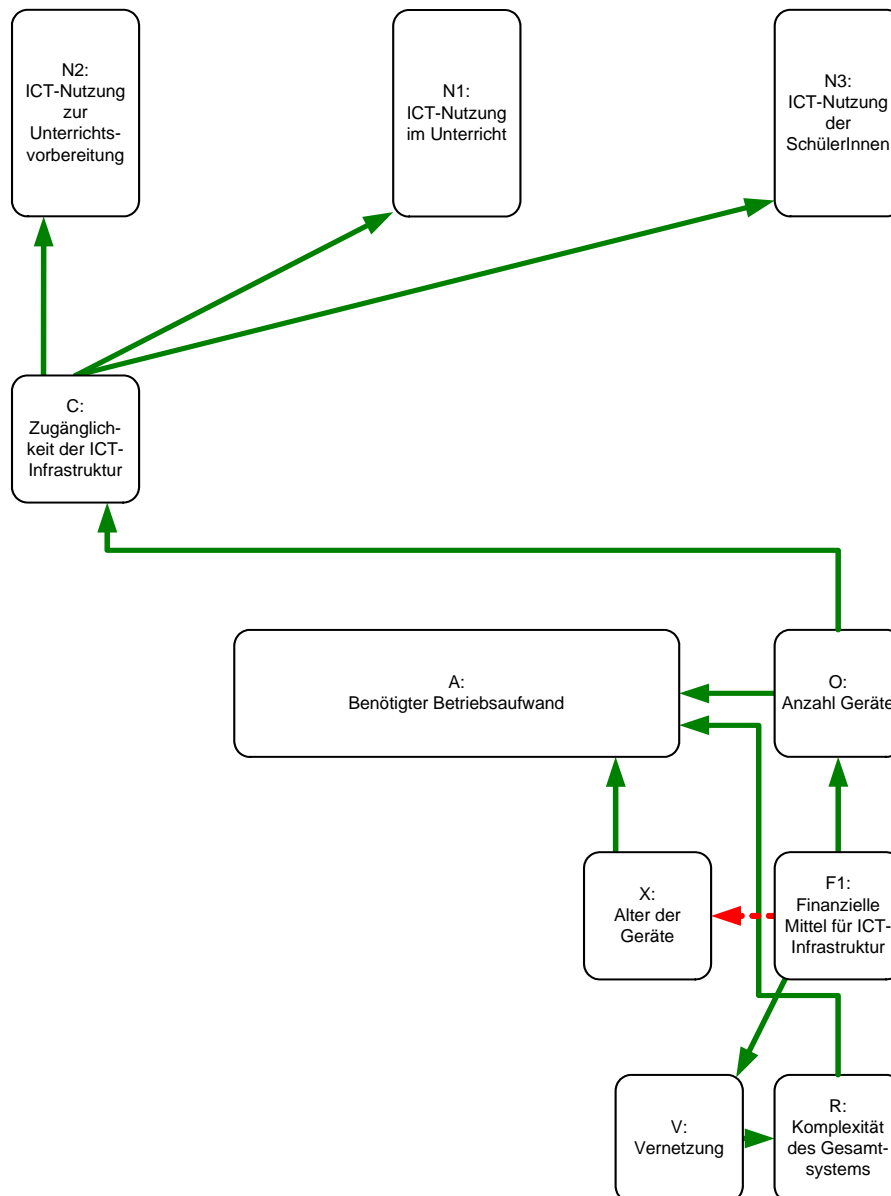 N2:
ICT-Nutzung
zur
Unterrichts-
vorbereitung
N1:
ICT-Nutzung
im Unterricht
N3:
ICT-Nutzung
der
SchülerInnen
C:
Zugänglich-
keit der ICT-
Infrastruktur
A:
Benötigter Betriebsaufwand
O:
Anzahl Geräte
X:
Alter der
Geräte
F1:
Finanzielle
Mittel für ICT-
Infrastruktur
V:
Vernetzung
R:
Komplexität
des Gesamt-
systems